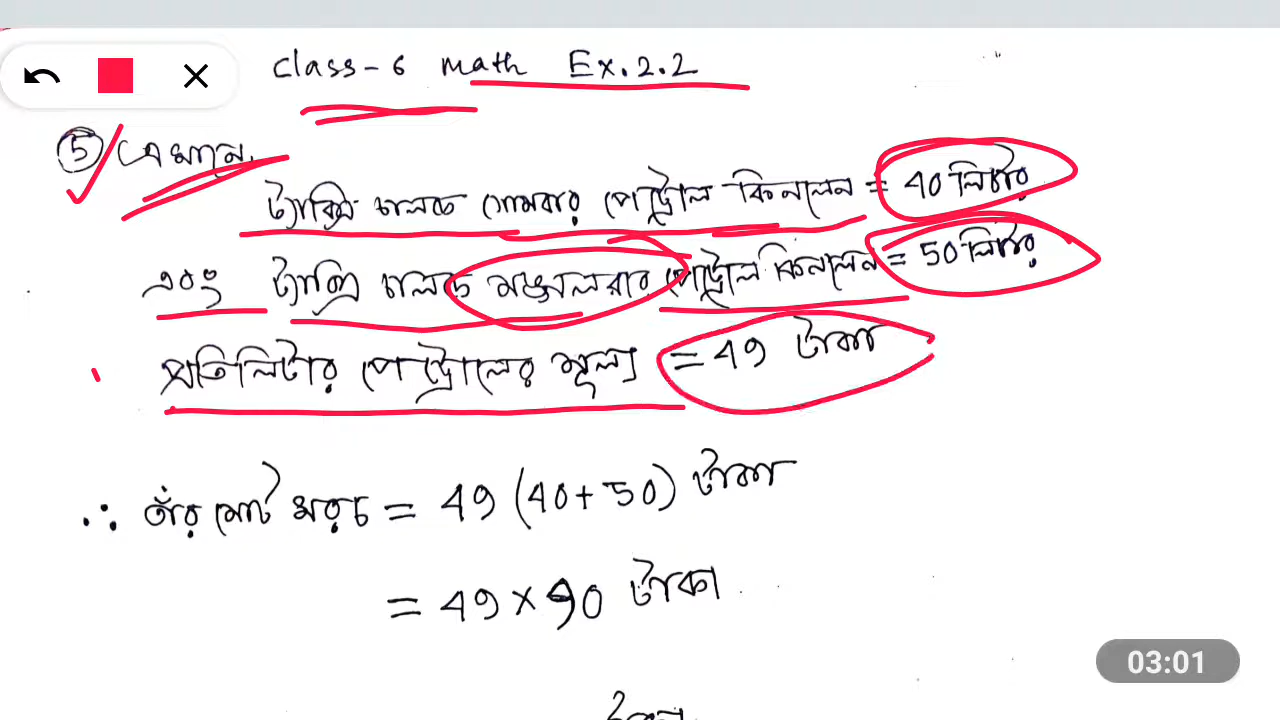 Class-6 math Ex.2.2
5 এখানে,
ট্যাক্সি চালক সোমবার পেট্রোল কিনলেন = 40 লিটার
এবং ট্যাক্সি চালক মঙ্গলবার পেট্রোল কিনলেন = 50 লিটার
প্রতিলিটার পেট্রোলের মূল্য = 49 টাকা
∴ তাঁর মোট খরচ = 49 (40+50) টাকা
= 49 × 90 টাকা
03:01